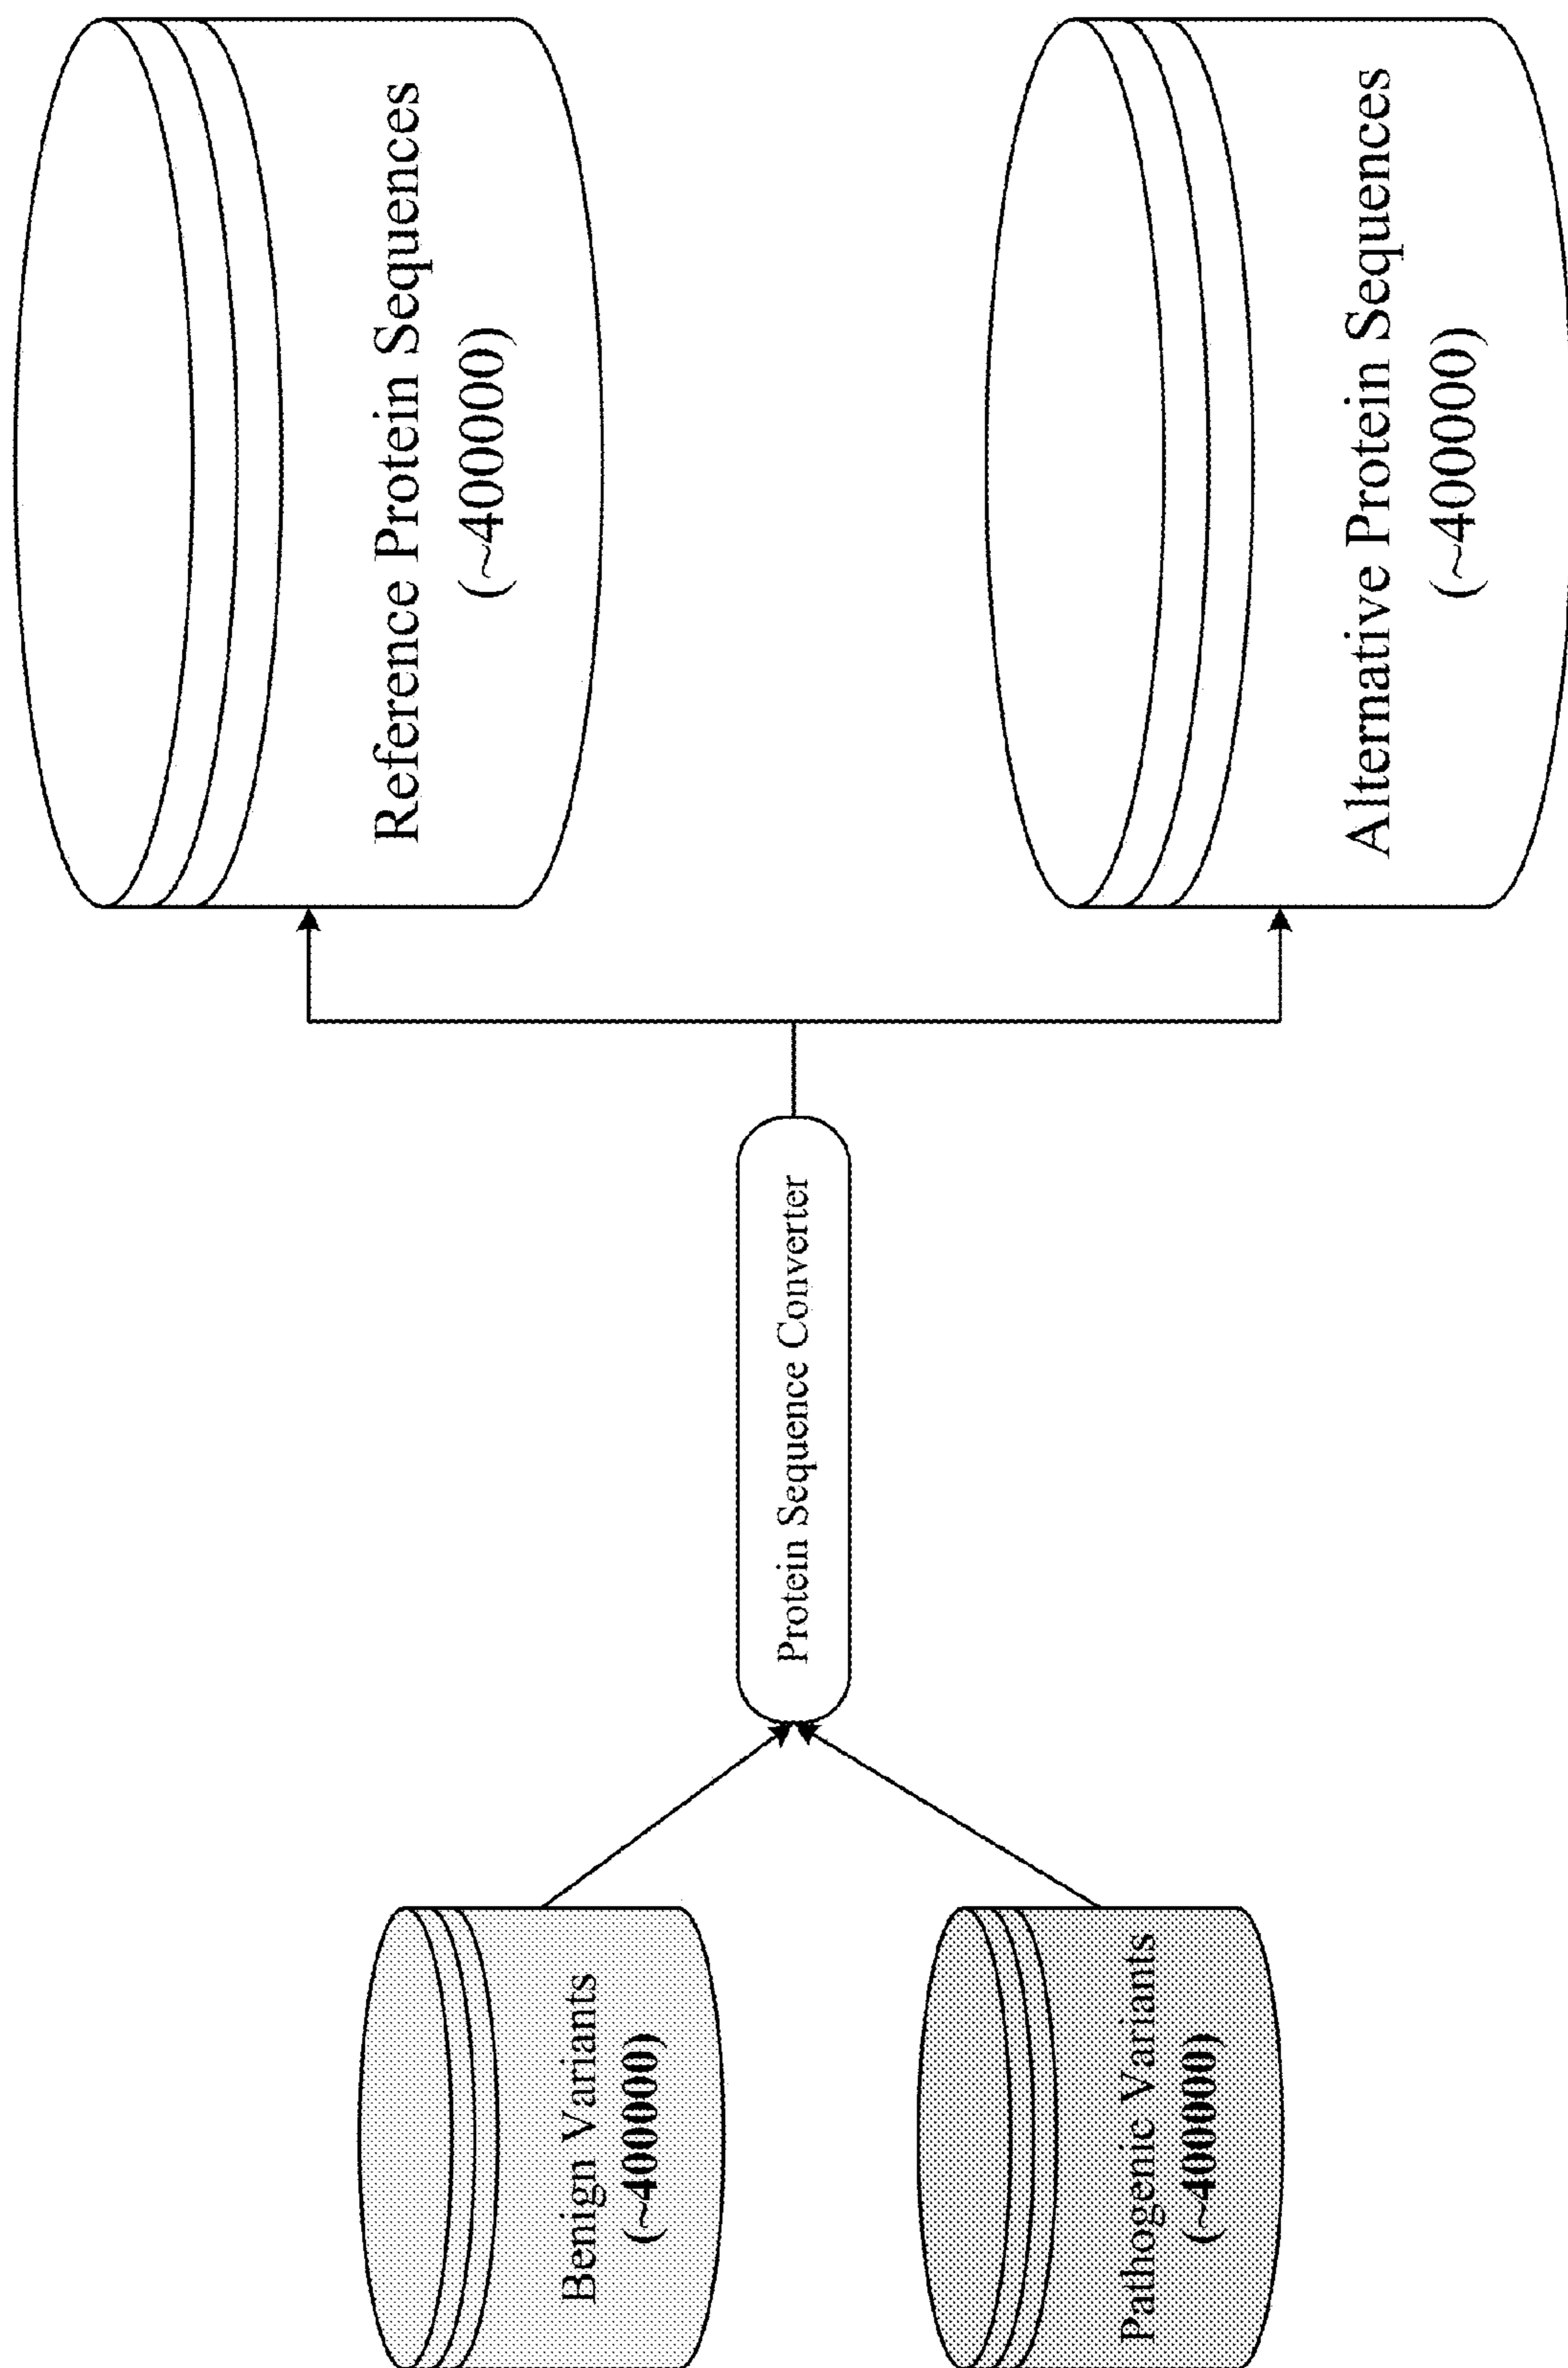 Benign Variants
(~400000)
Pathogenic Variants
(~400000)
Protein Sequence Converter
Reference Protein Sequences
(~400000)
Alternative Protein Sequences
(~400000)